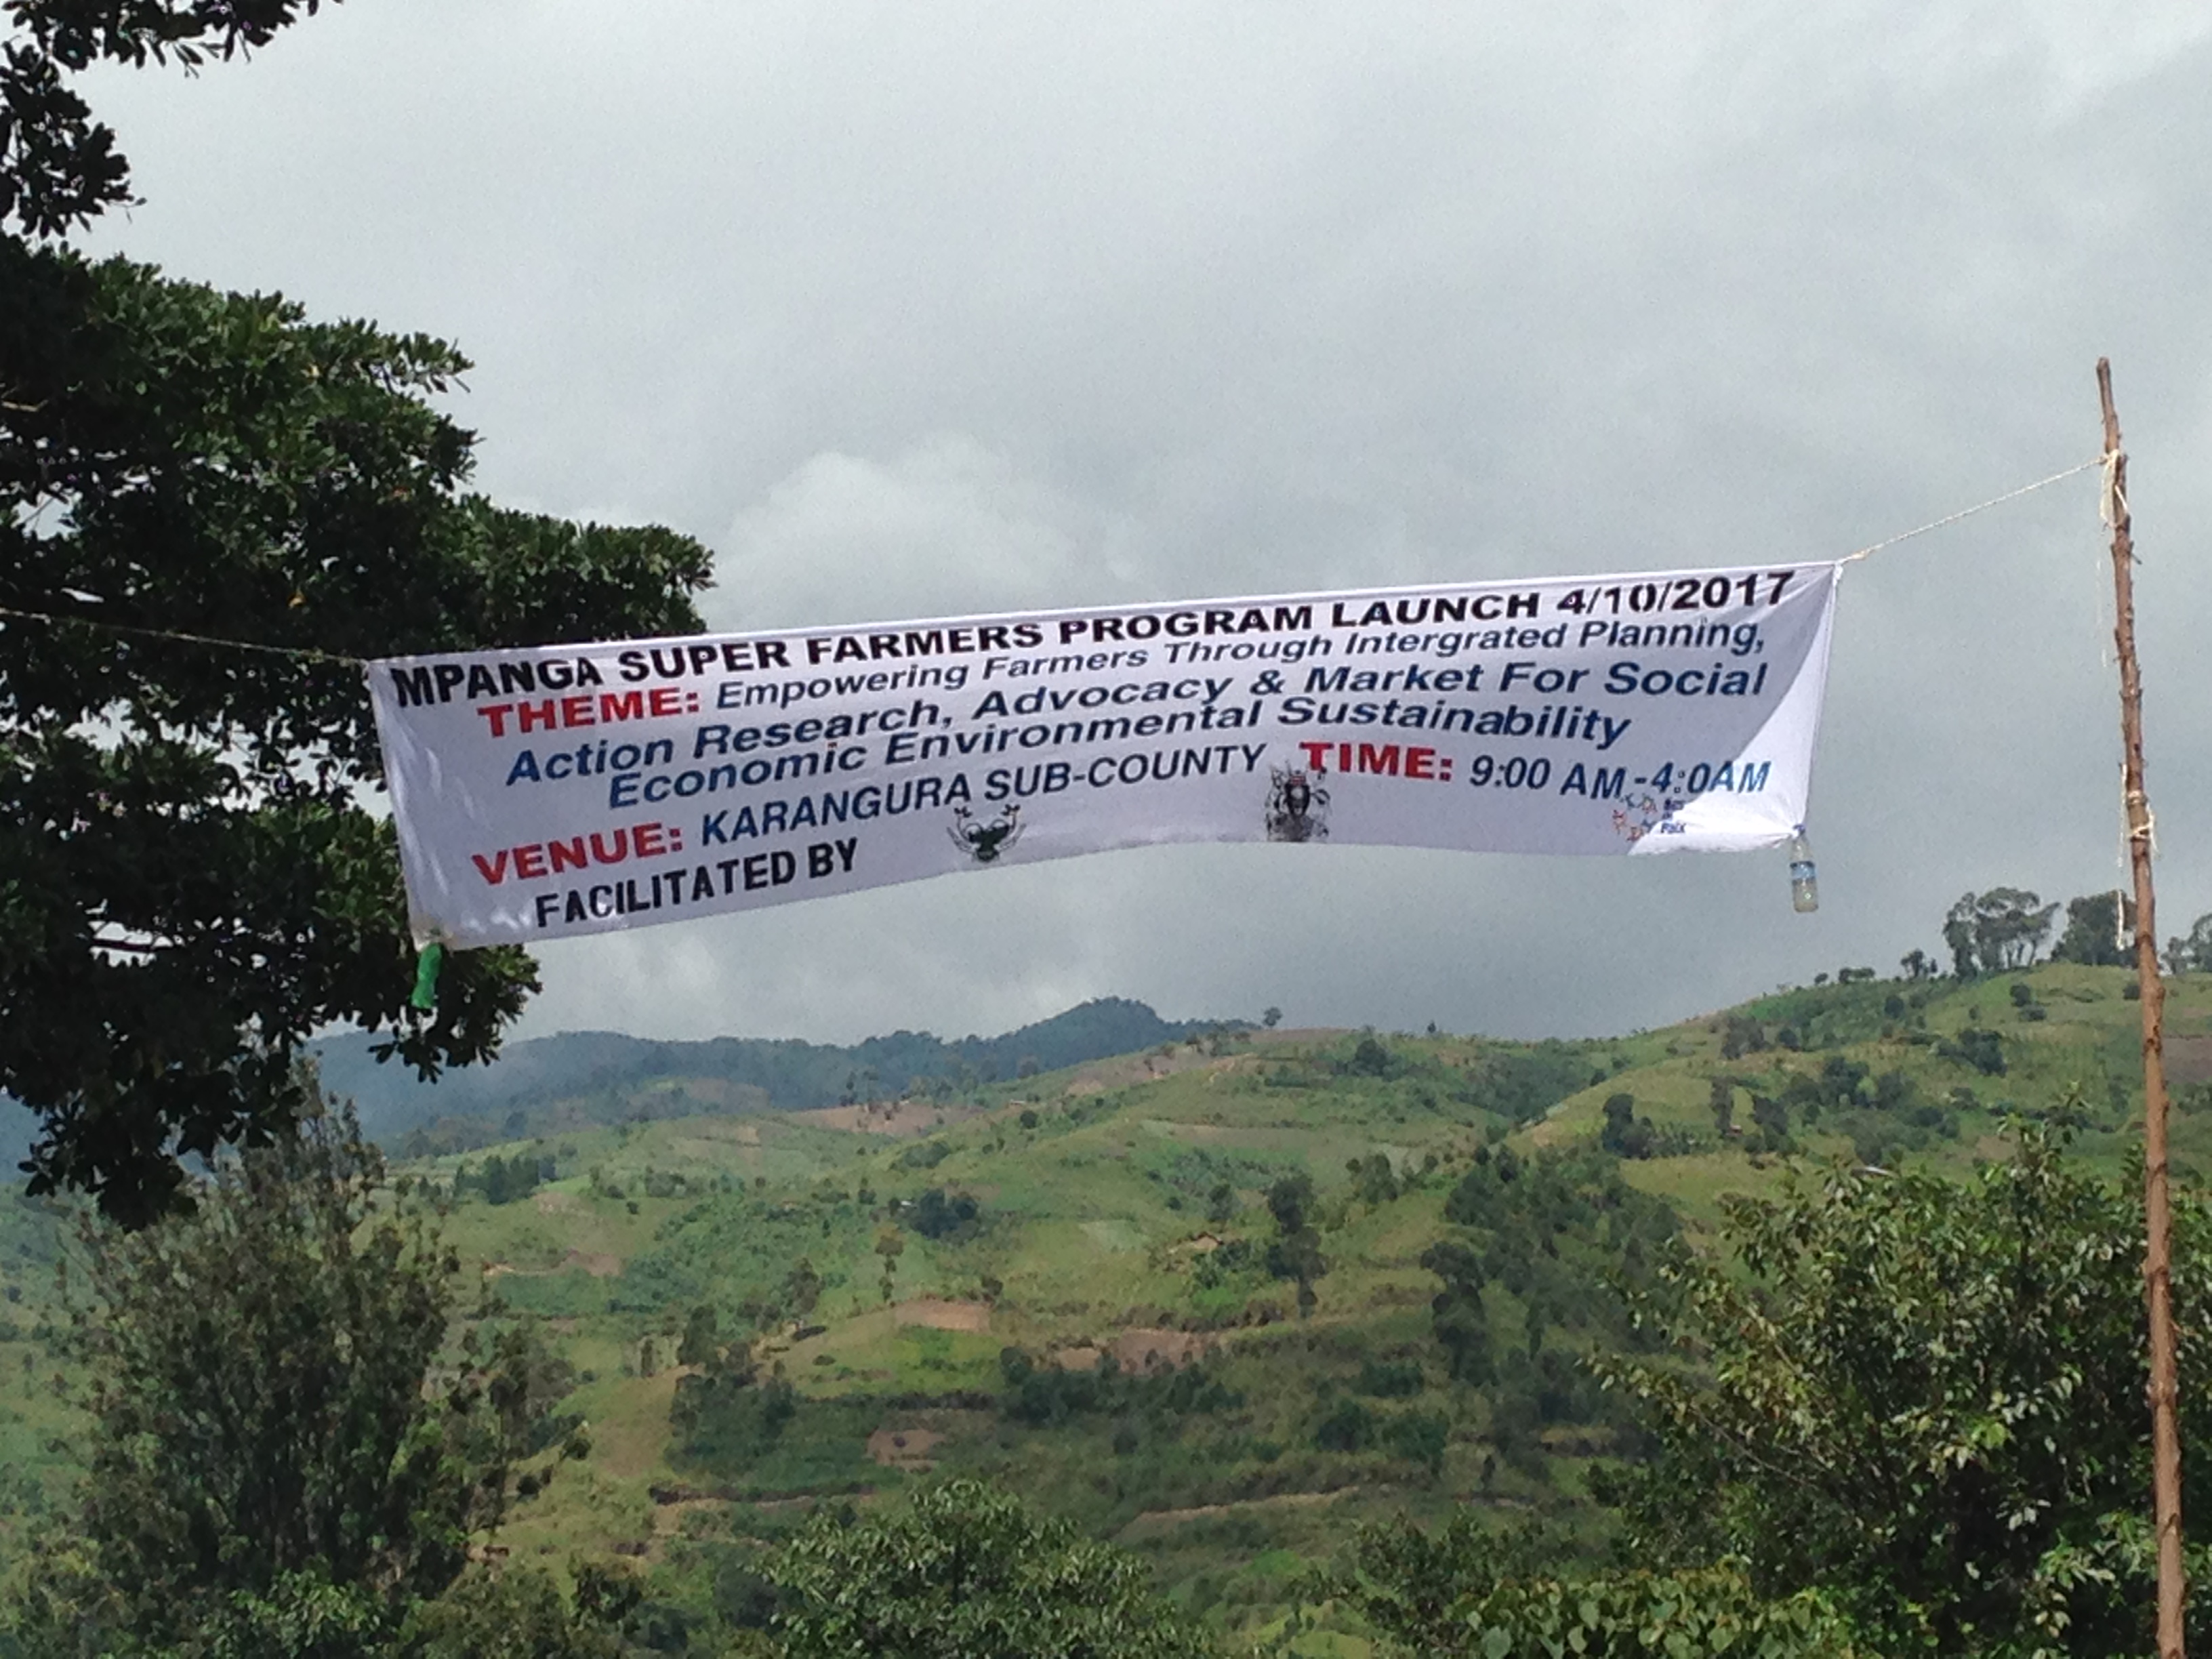 MPANGA SUPER FARMERS PROGRAM LAUNCH 4/10/2017
THEME: Empowering Farmers Through Intergrated Planning,
Action Research, Advocacy & Market For Social
Economic Environmental Sustainability
VENUE: KARANGURA SUB-COUNTY TIME: 9:00 AM-4:0AM
FACILITATED BY
Paix